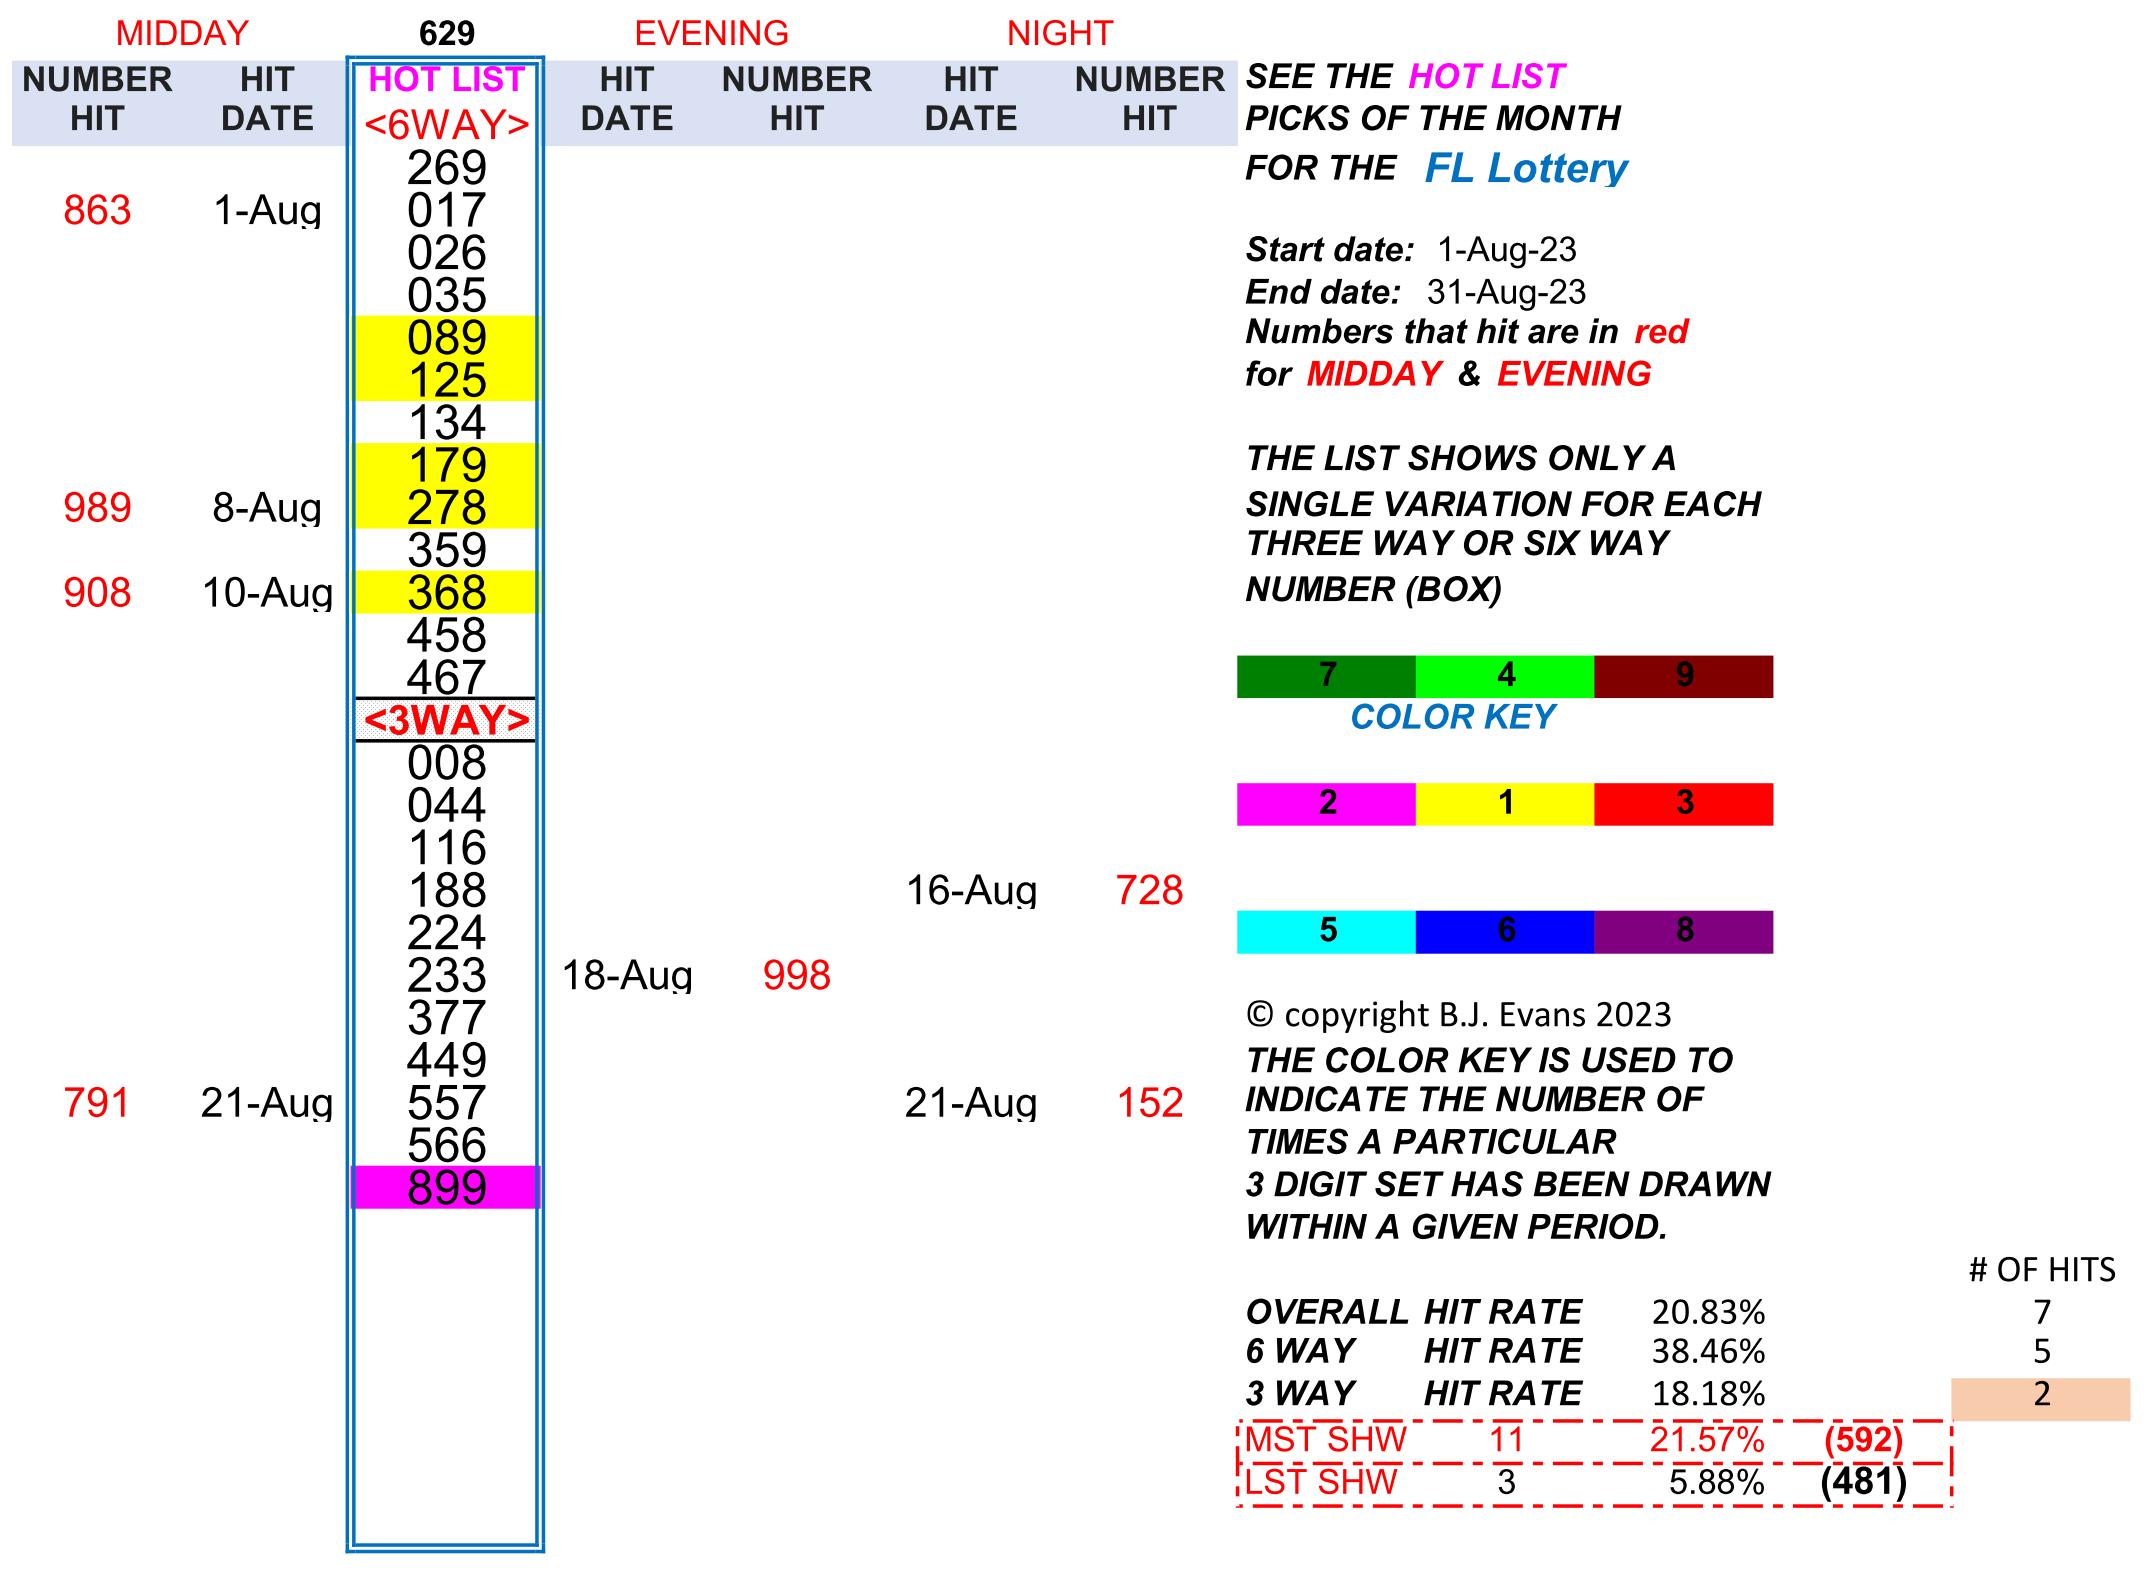 MIDDAY 629 EVENING NIGHT
NUMBER HIT HOT LIST HIT NUMBER HIT NUMBER SEE THE HOT LIST
HIT DATE <6WAY> DATE HIT DATE HIT PICKS OF THE MONTH
269 FOR THE FL Lottery
863 1-Aug 017
026 Start date: 1-Aug-23
035 End date: 31-Aug-23
089 Numbers that hit are in red
125 for MIDDAY & EVENING
134
179 THE LIST SHOWS ONLY A
989 8-Aug 278 SINGLE VARIATION FOR EACH
359 THREE WAY OR SIX WAY
908 10-Aug 368 NUMBER (BOX)
458
467 7 4 9
<3WAY> COLOR KEY
008
044 2 1 3
116
188 16-Aug 728
224 5 6 8
233 18-Aug 998
377 © copyright B.J. Evans 2023
449 THE COLOR KEY IS USED TO
791 21-Aug 557 21-Aug 152 INDICATE THE NUMBER OF
566 TIMES A PARTICULAR
899 3 DIGIT SET HAS BEEN DRAWN
WITHIN A GIVEN PERIOD.
# OF HITS
OVERALL HIT RATE 20.83% 7
6 WAY HIT RATE 38.46% 5
3 WAY HIT RATE 18.18% 2
MST SHW 11 21.57% (592)
LST SHW 3 5.88% (481)